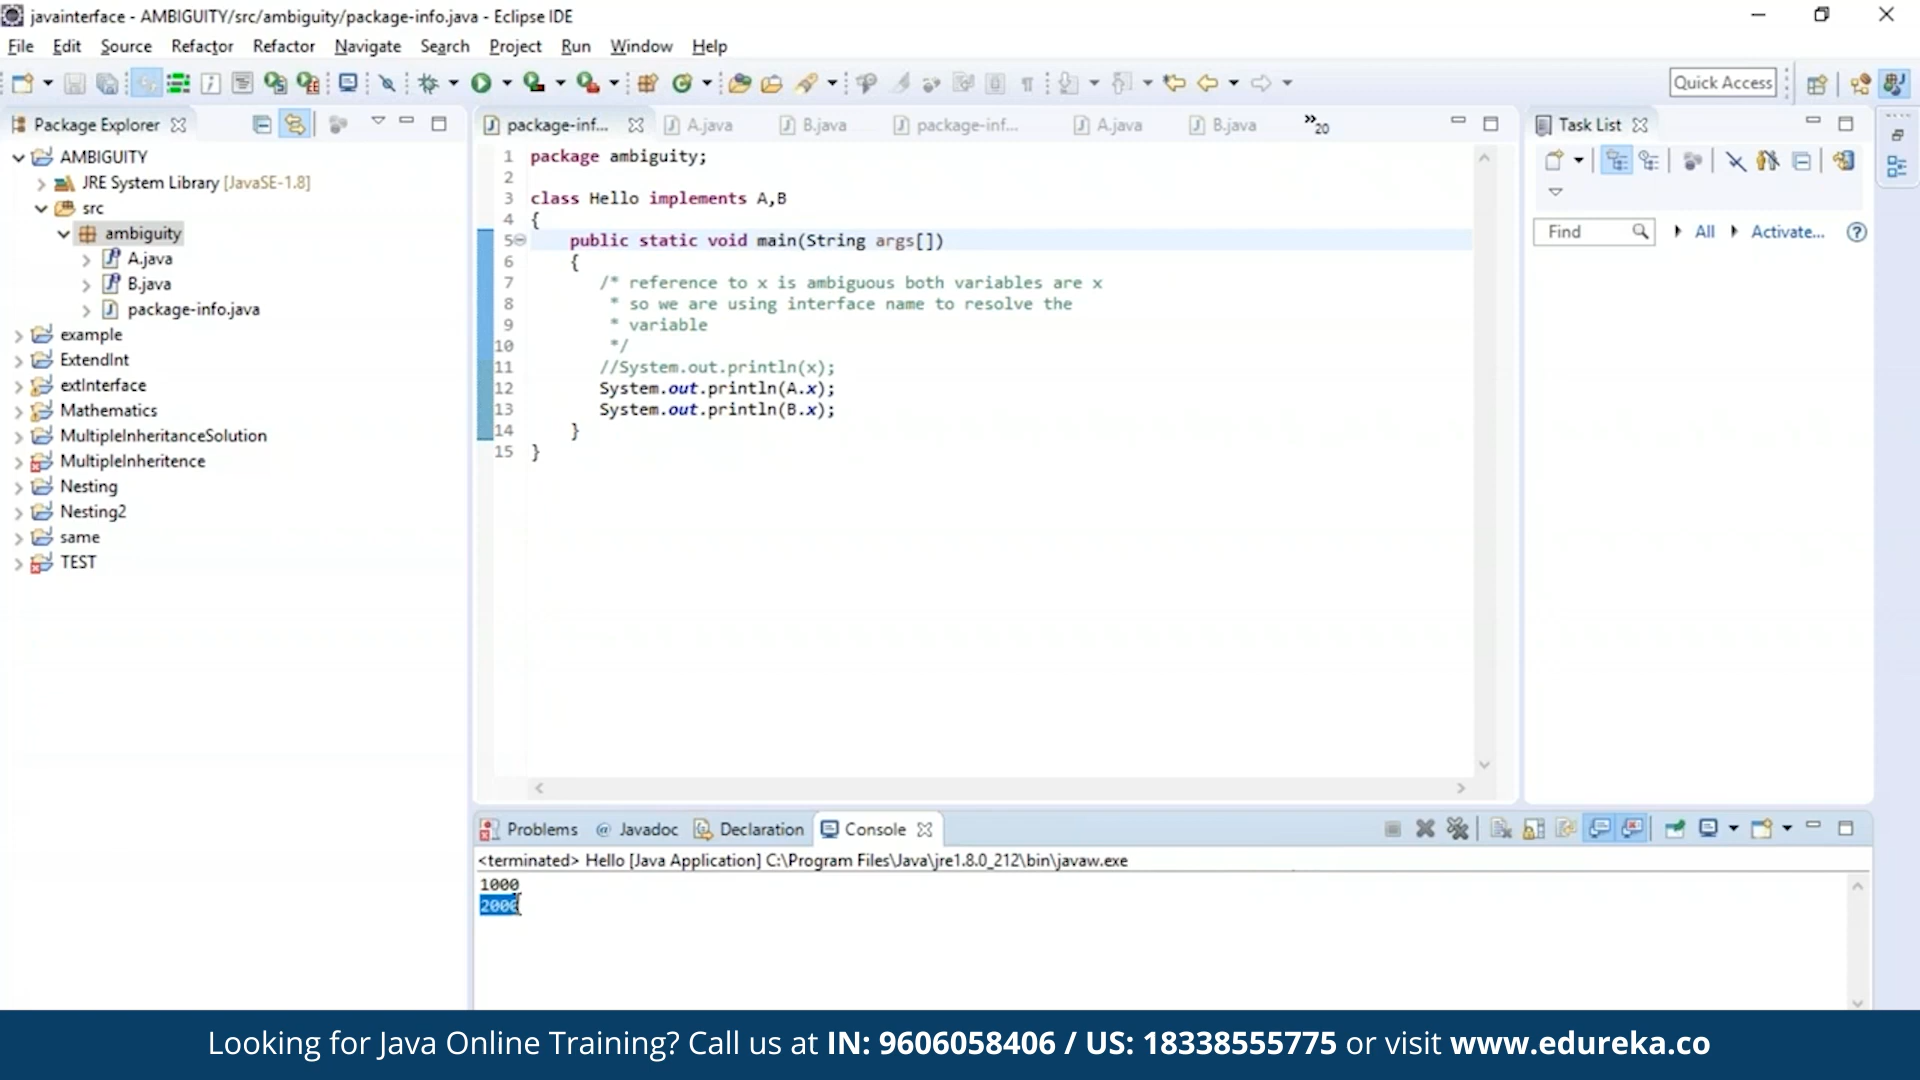 javainterface - AMBIGUITY/src/ambiguity/package-info.java - Eclipse IDE
File Edit Source Refactor Refactor Navigate Search Project Run Window Help
Quick Access
Package Explorer
AMBIGUITY
JRE System Library [JavaSE-1.8]
src
ambiguity
A.java
B.java
package-info.java
example
ExtendInt
extInterface
Mathematics
MultipleInheritanceSolution
MultipleInheritence
Nesting
Nesting2
same
TEST
package-inf... A.java B.java package-inf... A.java B.java »20
1 package ambiguity;
2
3 class Hello implements A,B
4 {
5 public static void main(String args[])
6 {
7 /* reference to x is ambiguous both variables are x
8 * so we are using interface name to resolve the
9 * variable
10 */
11 //System.out.println(x);
12 System.out.println(A.x);
13 System.out.println(B.x);
14 }
15 }
Task List
Find All Activate...
Problems @ Javadoc Declaration Console
<terminated> Hello [Java Application] C:\Program Files\Java\jre1.8.0_212\bin\javaw.exe
1000
2000
Looking for Java Online Training? Call us at IN: 9606058406 / US: 18338555775 or visit www.edureka.co